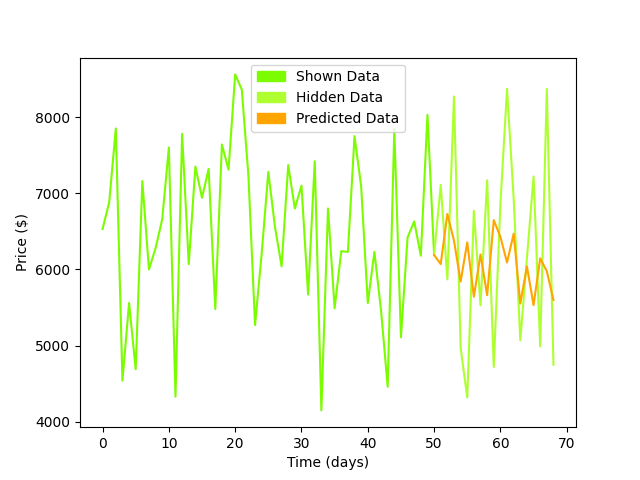 Shown Data
Hidden Data
Predicted Data
8000
7000
6000
5000
4000
Price ($)
0 10 20 30 40 50 60 70
Time (days)